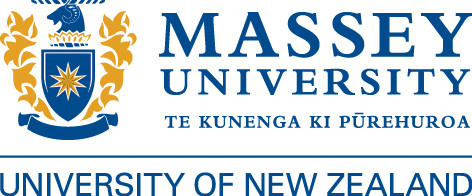 MASSEY
UNIVERSITY
TE KUNENGA KI PŪREHUROA
UNIVERSITY OF NEW ZEALAND